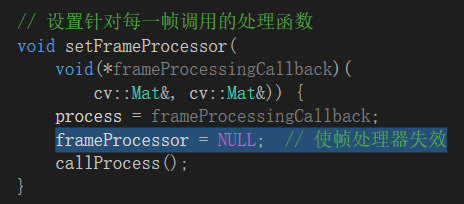 // 设置针对每一帧调用的处理函数
void setFrameProcessor(
void(*frameProcessingCallback)(
cv::Mat&, cv::Mat&)) {
process = frameProcessingCallback;
frameProcessor = NULL;  // 使帧处理器失效
callProcess();
}